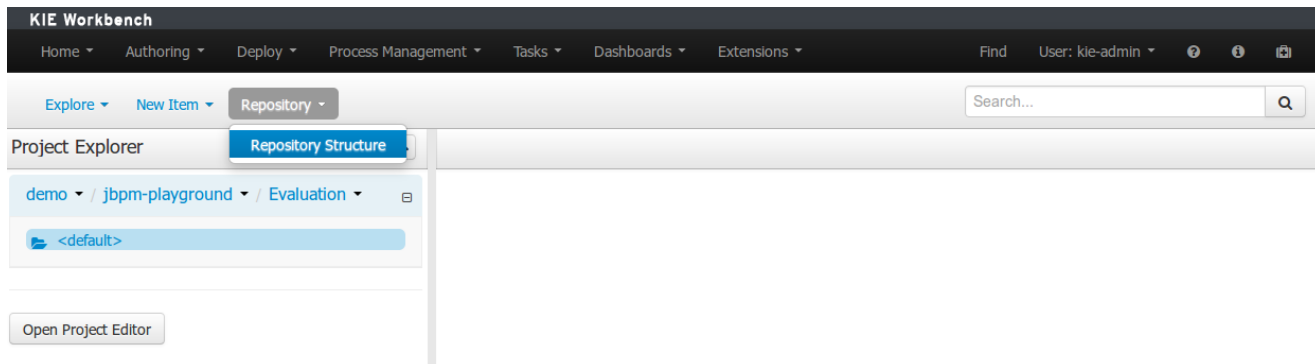 KIE Workbench
Home Authoring Deploy Process Management Tasks Dashboards Extensions Find User: kie-admin
Explore New Item Repository Search...
Repository Structure
Project Explorer
demo / jbpm-playground / Evaluation
<default>
Open Project Editor